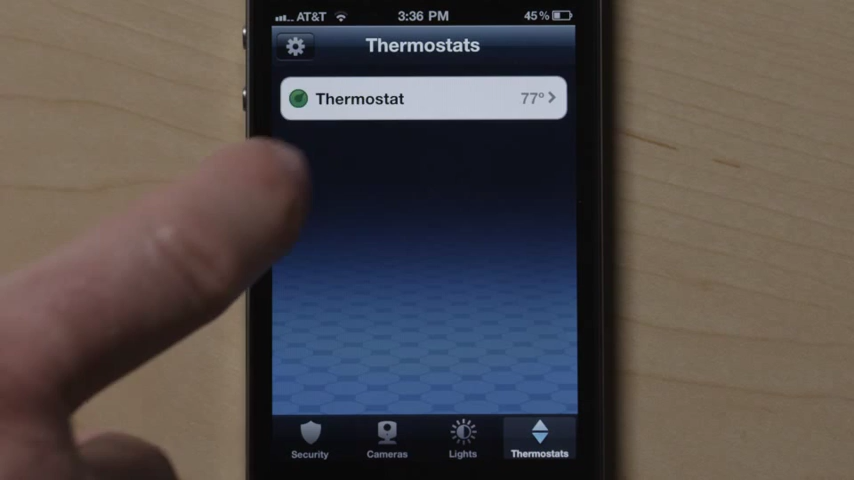 AT&T 3:36 PM 45%
Thermostats
Thermostat 77°
Security Cameras Lights Thermostats